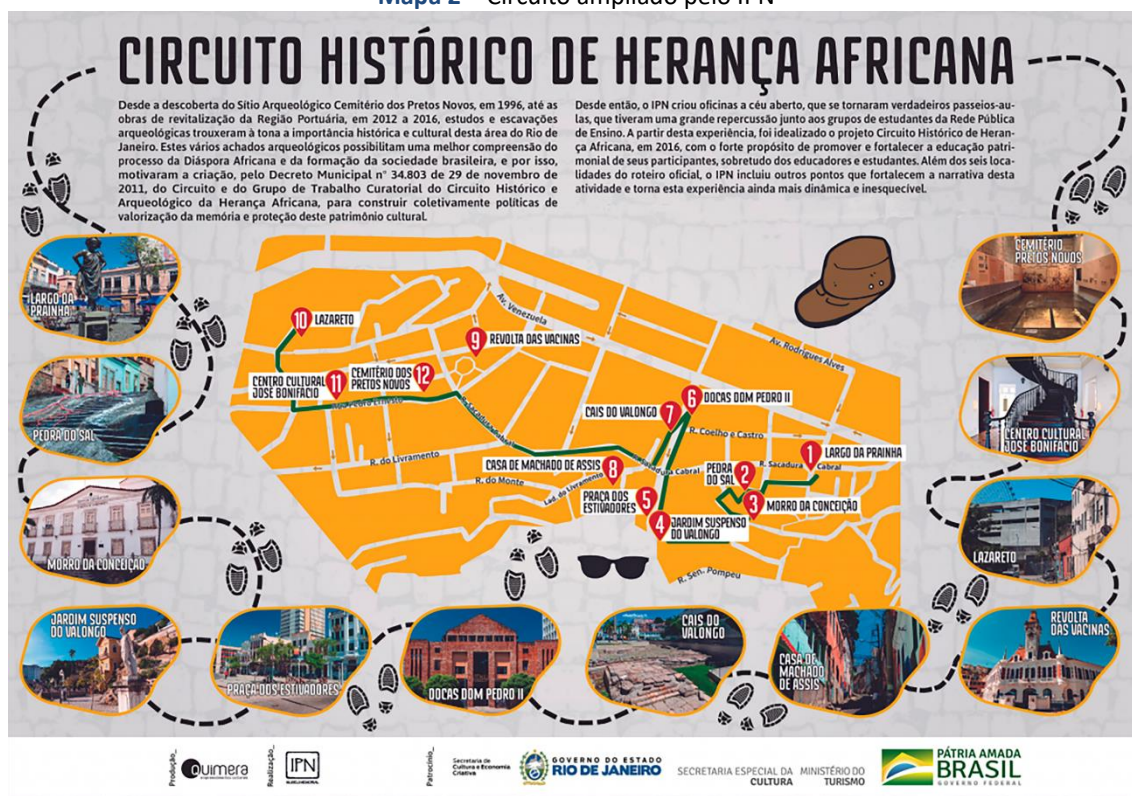 Mapa 2 – Circuito ampliado pelo IPN
CIRCUITO HISTÓRICO DE HERANÇA AFRICANA
Desde a descoberta do Sítio Arqueológico Cemitério dos Pretos Novos, em 1996, até as
obras de revitalização da Região Portuária, em 2012 a 2016, estudos e escavações
arqueológicas trouxeram à tona a importância histórica e cultural desta área do Rio de
Janeiro. Estes vários achados arqueológicos possibilitam uma melhor compreensão do
processo da Diáspora Africana e da formação da sociedade brasileira, e por isso,
motivaram a criação, pelo Decreto Municipal n° 34.803 de 29 de novembro de
2011, do Circuito e do Grupo de Trabalho Curatorial do Circuito Histórico e
Arqueológico da Herança Africana, para construir coletivamente políticas de
valorização da memória e proteção deste patrimônio cultural.
Desde então, o IPN criou oficinas a céu aberto, que se tornaram verdadeiros passeios-au-
las, que tiveram uma grande repercussão junto aos grupos de estudantes da Rede Pública
de Ensino. A partir desta experiência, foi idealizado o projeto Circuito Histórico de Heran-
ça Africana, em 2016, com o forte propósito de promover e fortalecer a educação patri-
monial de seus participantes, sobretudo dos educadores e estudantes. Além dos seis loca-
lidades do roteiro oficial, o IPN incluiu outros pontos que fortalecem a narrativa desta
atividade e torna esta experiência ainda mais dinâmica e inesquecível.
LARGO DA
PRAINHA
PEDRA DO SAL
MORRO DA CONCEIÇÃO
JARDIM SUSPENSO
DO VALONGO
PRAÇA DOS ESTIVADORES
DOCAS DOM PEDRO II
CAIS DO
VALONGO
CASA DE
MACHADO
DE ASSIS
REVOLTA
DAS VACINAS
LAZARETO
CENTRO CULTURAL
JOSÉ BONIFÁCIO
CEMITÉRIO
PRETOS NOVOS
10 LAZARETO
Av. Venezuela
9 REVOLTA DAS VACINAS
Av. Rodrigues Alves
CENTRO CULTURAL
JOSÉ BONIFÁCIO
11
CEMITÉRIO DOS
PRETOS NOVOS
12
R. Pedro Ernesto
R. Sacadura Cabral
6 DOCAS DOM PEDRO II
CAIS DO VALONGO 7
R. Coelho e Castro
1 LARGO DA PRAINHA
R. Sacadura Cabral
R. do Livramento
R. do Monte
CASA DE MACHADO DE ASSIS
8
Lad. do Livramento
R. Sacadura Cabral
PEDRA
DO SAL
2
3 MORRO DA CONCEIÇÃO
PRAÇA DOS
ESTIVADORES
5
4 JARDIM SUSPENSO
DO VALONGO
R. Sen. Pompeu
Produção_
Quimera
Realização_
IPN
Patrocínio_
Secretaria de
Cultura e Economia
Criativa
GOVERNO DO ESTADO
RIO DE JANEIRO
SECRETARIA ESPECIAL DA
CULTURA
MINISTÉRIO DO
TURISMO
PÁTRIA AMADA
BRASIL
GOVERNO FEDERAL